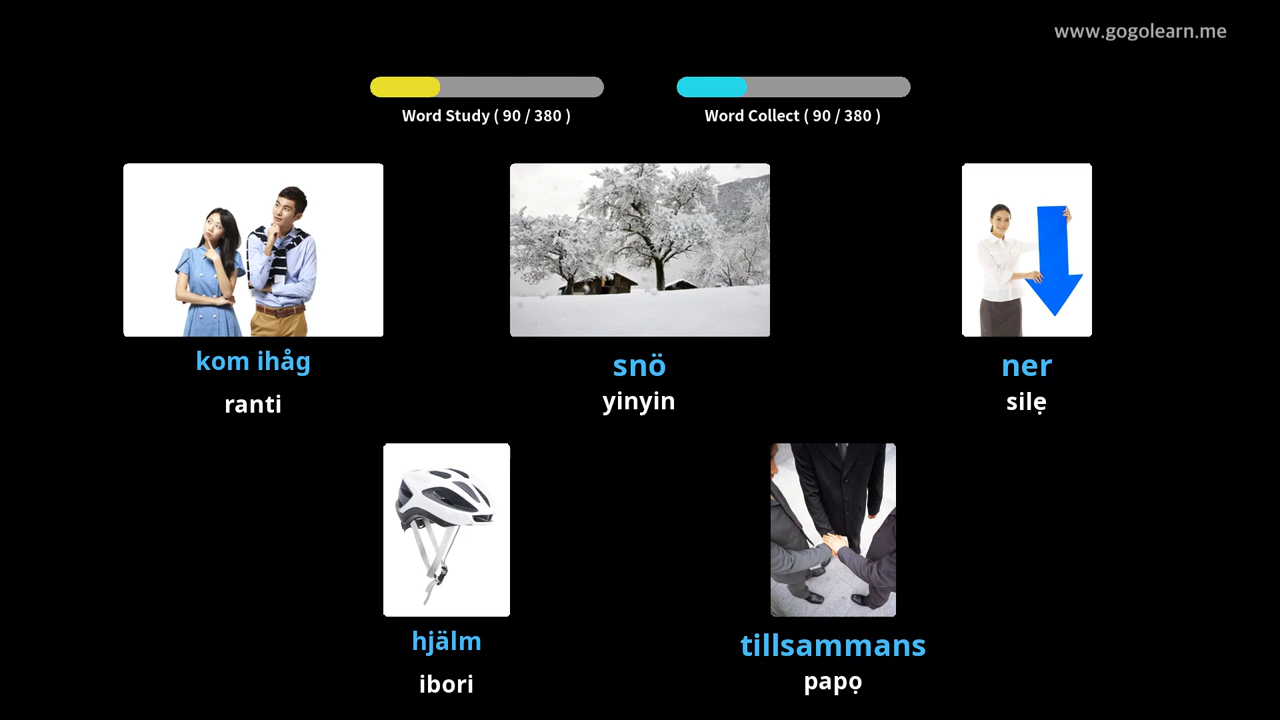 www.gogolearn.me
Word Study ( 90 / 380 )
Word Collect ( 90 / 380 )
kom ihåg
ranti
snö
yinyin
ner
silẹ
hjälm
ibori
tillsammans
papọ